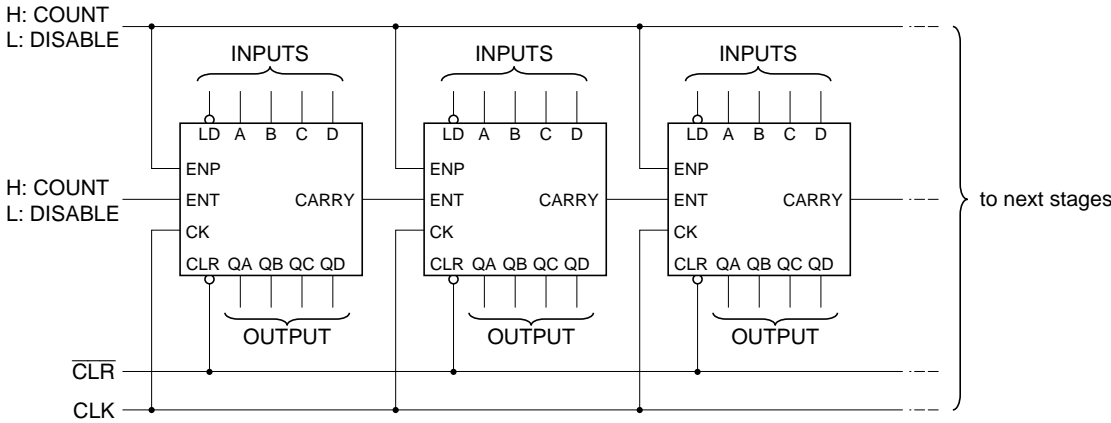 H: COUNT
L: DISABLE
INPUTS INPUTS INPUTS
LD A B C D LD A B C D LD A B C D
ENP ENP ENP
H: COUNT
L: DISABLE
ENT CARRY ENT CARRY ENT CARRY
to next stages
CK CK CK
CLR QA QB QC QD CLR QA QB QC QD CLR QA QB QC QD
OUTPUT OUTPUT OUTPUT
CLR
CLK